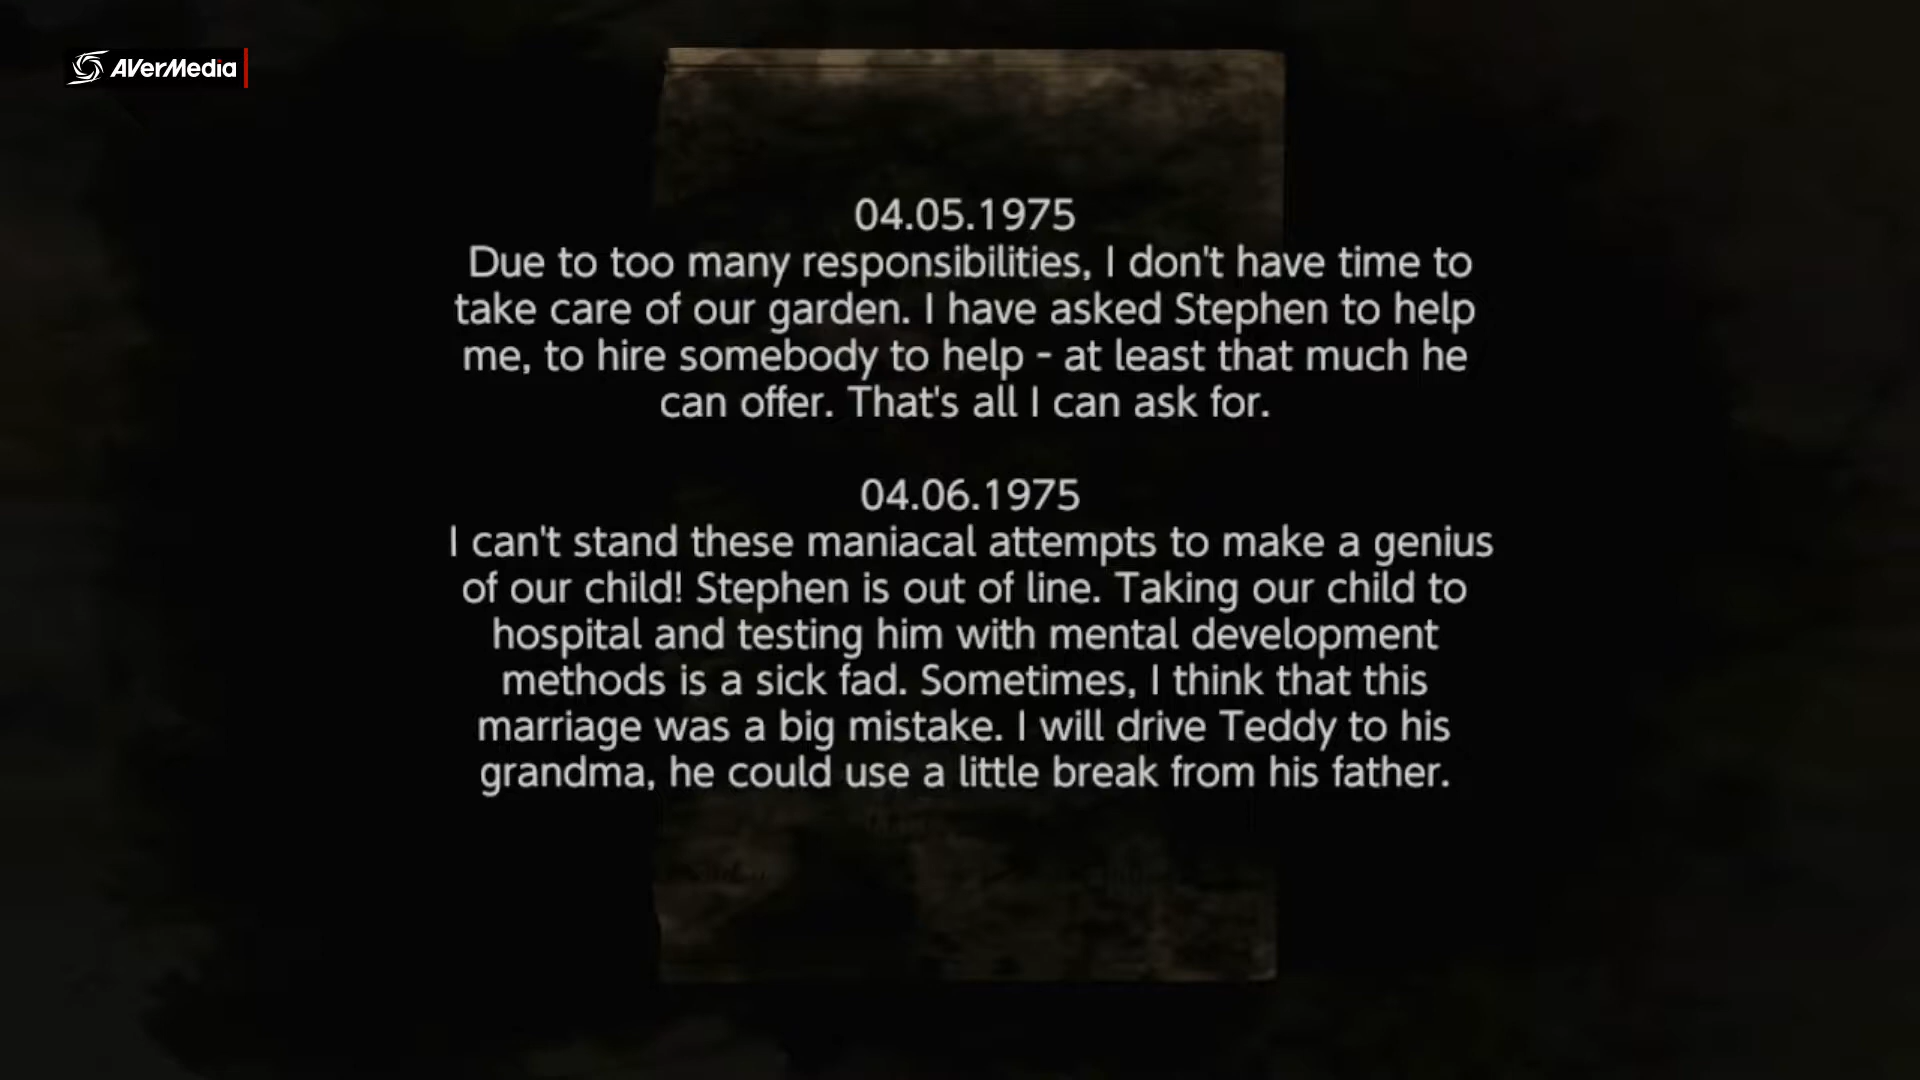 AVerMedia
04.05.1975
Due to too many responsibilities, I don't have time to
take care of our garden. I have asked Stephen to help
me, to hire somebody to help - at least that much he
can offer. That's all I can ask for.
04.06.1975
I can't stand these maniacal attempts to make a genius
of our child! Stephen is out of line. Taking our child to
hospital and testing him with mental development
methods is a sick fad. Sometimes, I think that this
marriage was a big mistake. I will drive Teddy to his
grandma, he could use a little break from his father.